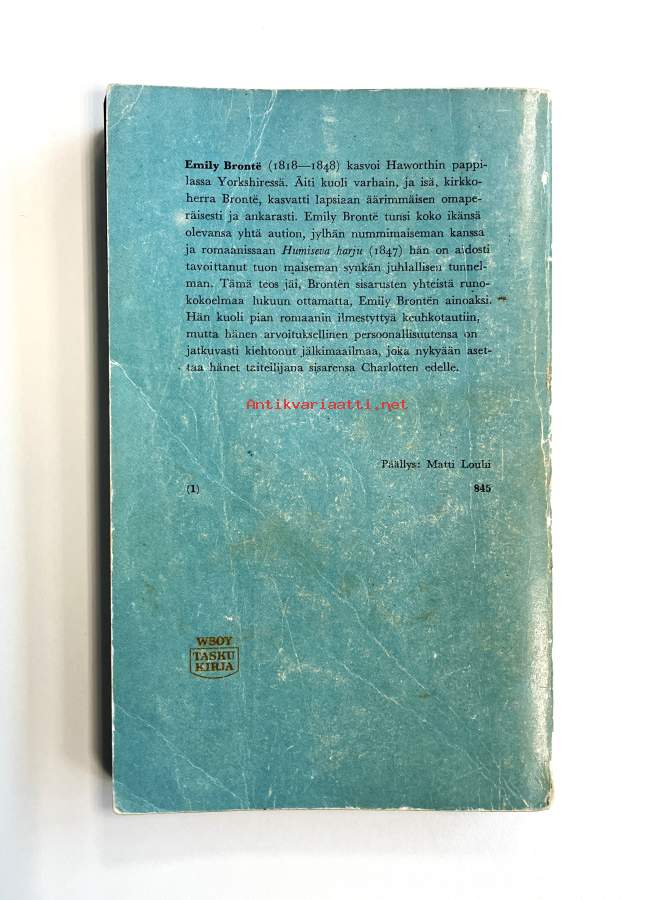 Emily Brontë (1818—1848) kasvoi Haworthin pappi-
lassa Yorkshiressä. Äiti kuoli varhain, ja isä, kirkko-
herra Brontë, kasvatti lapsiaan äärimmäisen omape-
räisesti ja ankarasti. Emily Brontë tunsi koko ikänsä
olevansa yhtä aution, jylhän nummimaiseman kanssa
ja romaanissaan Humiseva harju (1847) hän on aidosti
tavoittanut tuon maiseman synkän juhlallisen tunnel-
man. Tämä teos jäi, Brontën sisarusten yhteistä runo-
kokoelmaa lukuun ottamatta, Emily Brontën ainoaksi.
Hän kuoli pian romaanin ilmestyttyä keuhkotautiin,
mutta hänen arvoituksellinen persoonallisuutensa on
jatkuvasti kiehtonut jälkimaailmaa, joka nykyään aset-
taa hänet taiteilijana sisarensa Charlotten edelle.
Antikvariaatti.net
Päällys: Matti Louhi
(1) 845
WSOY
TASKU
KIRJA